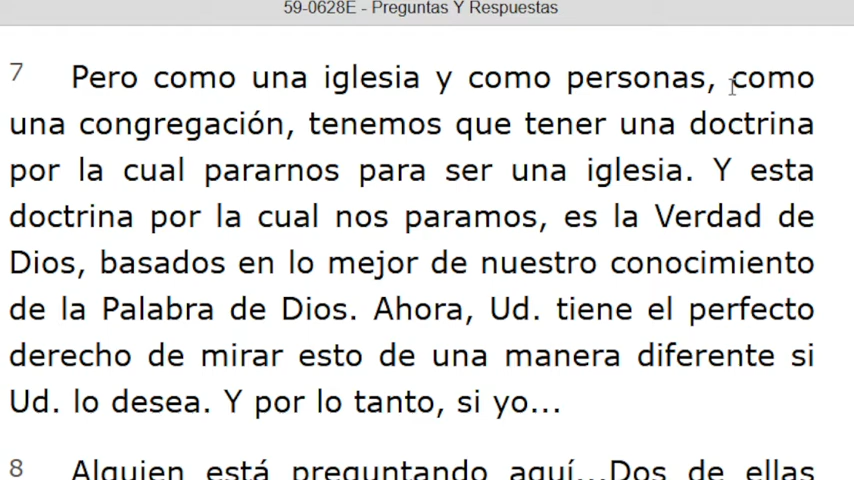 59-0628E - Preguntas Y Respuestas
7 Pero como una iglesia y como personas, como
una congregación, tenemos que tener una doctrina
por la cual pararnos para ser una iglesia. Y esta
doctrina por la cual nos paramos, es la Verdad de
Dios, basados en lo mejor de nuestro conocimiento
de la Palabra de Dios. Ahora, Ud. tiene el perfecto
derecho de mirar esto de una manera diferente si
Ud. lo desea. Y por lo tanto, si yo...
8 Alguien está preguntando aquí...Dos de ellas